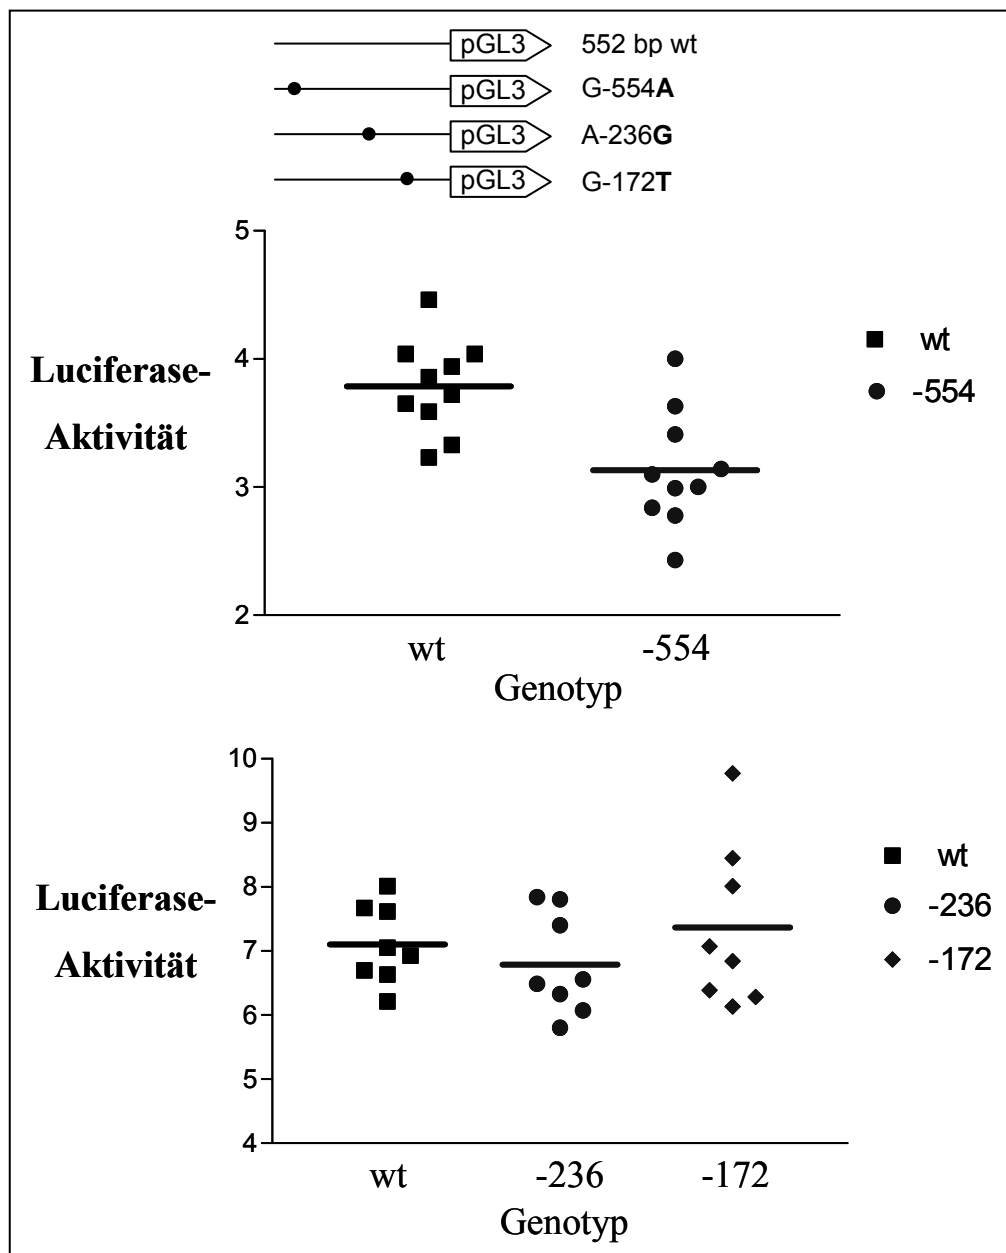 pGL3 552 bp wt
pGL3 G-554A
pGL3 A-236G
pGL3 G-172T
5
4
3
2
Luciferase-
Aktivität
wt
-554
wt -554
Genotyp
10
9
8
7
6
5
4
Luciferase-
Aktivität
wt
-236
-172
wt -236 -172
Genotyp